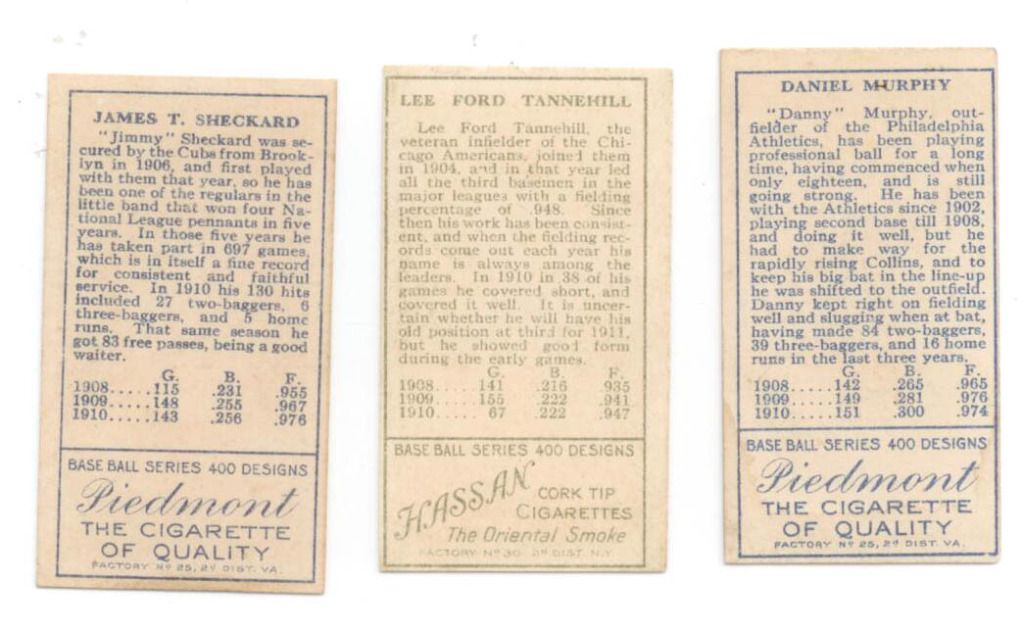 JAMES T. SHECKARD
"Jimmy" Sheckard was se-
cured by the Cubs from Brook-
lyn in 1906, and first played
with them that year, so he has
been one of the regulars in the
little band that won four Na-
tional League pennants in five
years. In those five years he
has taken part in 697 games,
which is in itself a fine record
for consistent and faithful
service. In 1910 his 130 hits
included 27 two-baggers, 6
three-baggers, and 5 home
runs. That same season he
got 83 free passes, being a good
waiter.
G. B. F.
1908.....115 .231 .955
1909.....148 .255 .967
1910.....143 .256 .976
BASE BALL SERIES 400 DESIGNS
Piedmont
THE CIGARETTE
OF QUALITY
FACTORY Nº 25, 2ᵈ DIST. VA.
LEE FORD TANNEHILL
Lee Ford Tannehill, the
veteran infielder of the Chi-
cago Americans, joined them
in 1904, and in that year led
all the third basemen in the
major leagues with a fielding
percentage of .948. Since
then his work has been consist-
ent, and when the fielding rec-
ords come out each year his
name is always among the
leaders. In 1910 in 38 of his
games he covered short, and
covered it well. It is uncer-
tain whether he will have his
old position at third for 1911,
but he showed good form
during the early games.
G. B. F.
1908.....141 .216 935
1909.....155 .222 .941
1910.....67 .222 .947
BASE BALL SERIES 400 DESIGNS
HASSAN
CORK TIP
CIGARETTES
The Oriental Smoke
FACTORY Nº 30, 2ᵈ DIST. N.Y.
DANIEL MURPHY
"Danny" Murphy, out-
fielder of the Philadelphia
Athletics, has been playing
professional ball for a long
time, having commenced when
only eighteen, and is still
going strong. He has been
with the Athletics since 1902,
playing second base till 1908,
and doing it well, but he
had to make way for the
rapidly rising Collins, and to
keep his big bat in the line-up
he was shifted to the outfield.
Danny kept right on fielding
well and slugging when at bat,
having made 84 two-baggers,
39 three-baggers, and 16 home
runs in the last three years.
G. B. F.
1908.....142 .265 .965
1909.....149 .281 .976
1910.....151 .300 .974
BASE BALL SERIES 400 DESIGNS
Piedmont
THE CIGARETTE
OF QUALITY
FACTORY Nº 25, 2ᵈ DIST. VA.